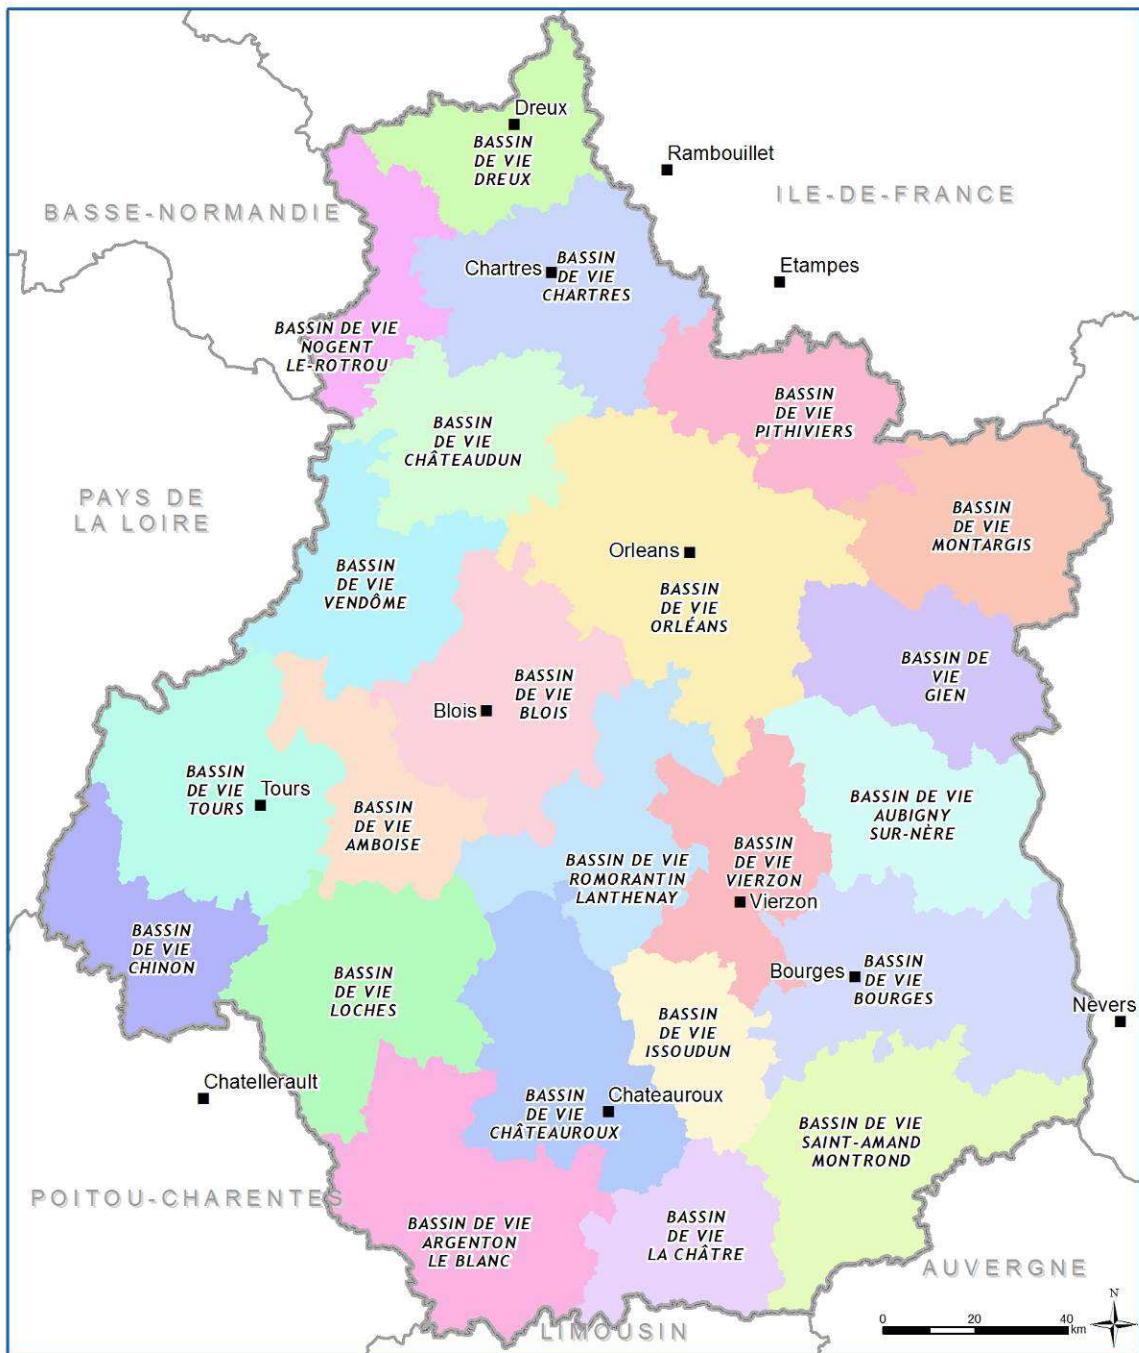 Dreux
BASSIN
DE VIE
DREUX
Rambouillet
BASSE-NORMANDIE
ILE-DE-FRANCE
Chartres
BASSIN
DE VIE
CHARTRES
Etampes
BASSIN DE VIE
NOGENT
LE-ROTROU
BASSIN
DE VIE
PITHIVIERS
BASSIN
DE VIE
CHÂTEAUDUN
PAYS DE
LA LOIRE
BASSIN
DE VIE
MONTARGIS
Orleans
BASSIN
DE VIE
VENDÔME
BASSIN
DE VIE
ORLÉANS
BASSIN DE
VIE
GIEN
Blois
BASSIN
DE VIE
BLOIS
BASSIN
DE VIE
TOURS
Tours
BASSIN
DE VIE
AMBOISE
BASSIN DE VIE
AUBIGNY
SUR-NÈRE
BASSIN DE VIE
ROMORANTIN
LANTHENAY
BASSIN
DE VIE
VIERZON
Vierzon
BASSIN
DE VIE
CHINON
BASSIN
DE VIE
LOCHES
Bourges
BASSIN
DE VIE
BOURGES
Nevers
BASSIN
DE VIE
ISSOUDUN
Chatellerault
BASSIN
DE VIE
CHÂTEAUROUX
Chateauroux
BASSIN DE VIE
SAINT-AMAND
MONTROND
POITOU-CHARENTES
BASSIN DE VIE
ARGENTON
LE BLANC
BASSIN
DE VIE
LA CHÂTRE
AUVERGNE
LIMOUSIN
N
0 20 40
km